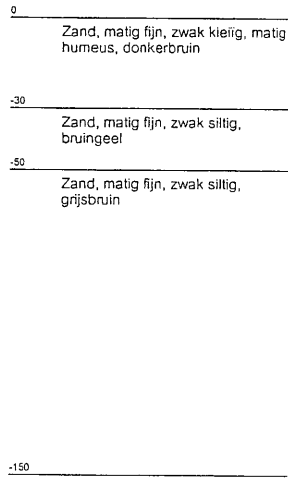 0
Zand, matig fijn, zwak kleiïg, matig
humeus, donkerbruin
-30
Zand, matig fijn, zwak siltig,
bruingeel
-50
Zand, matig fijn, zwak siltig,
grijsbruin
-150